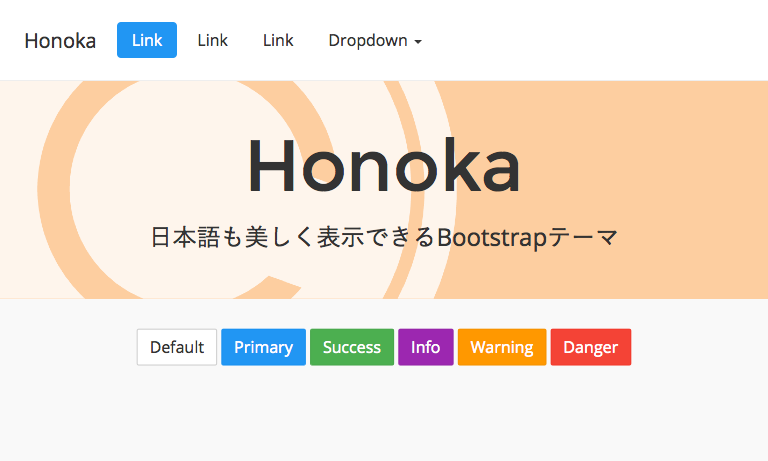 Honoka Link Link Link Dropdown
Honoka
日本語も美しく表示できるBootstrapテーマ
Default Primary Success Info Warning Danger